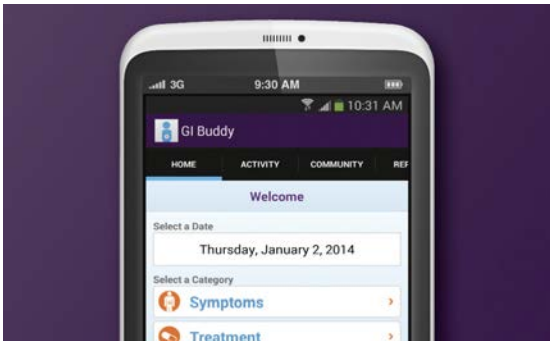 3G 9:30 AM
10:31 AM
GI Buddy
HOME ACTIVITY COMMUNITY REF
Welcome
Select a Date
Thursday, January 2, 2014
Select a Category
Symptoms
Treatment